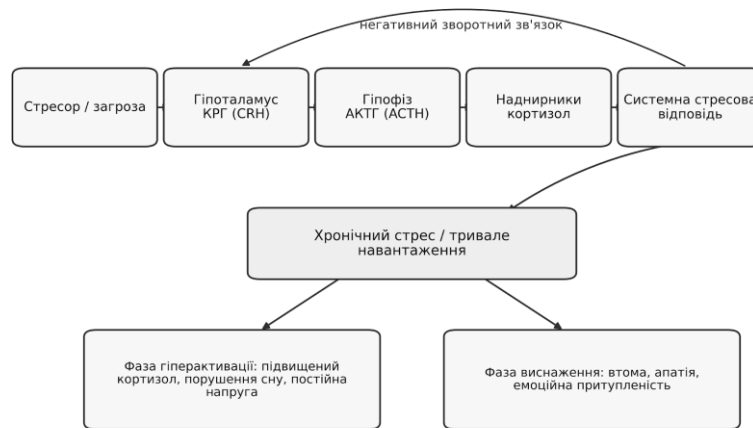 негативний зворотний зв'язок
Стресор / загроза
Гіпоталамус
КРГ (CRH)
Гіпофіз
АКТГ (ACTH)
Наднирники
кортизол
Системна стресова
відповідь
Хронічний стрес / тривале
навантаження
Фаза гіперактивації: підвищений
кортизол, порушення сну, постійна
напруга
Фаза виснаження: втома, апатія,
емоційна притупленість